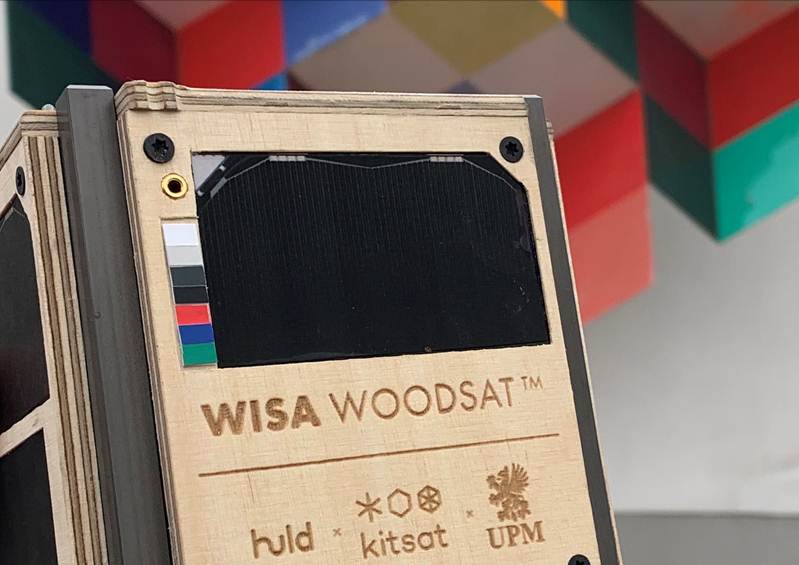 WISA WOODSAT™
huld × kitsat × UPM